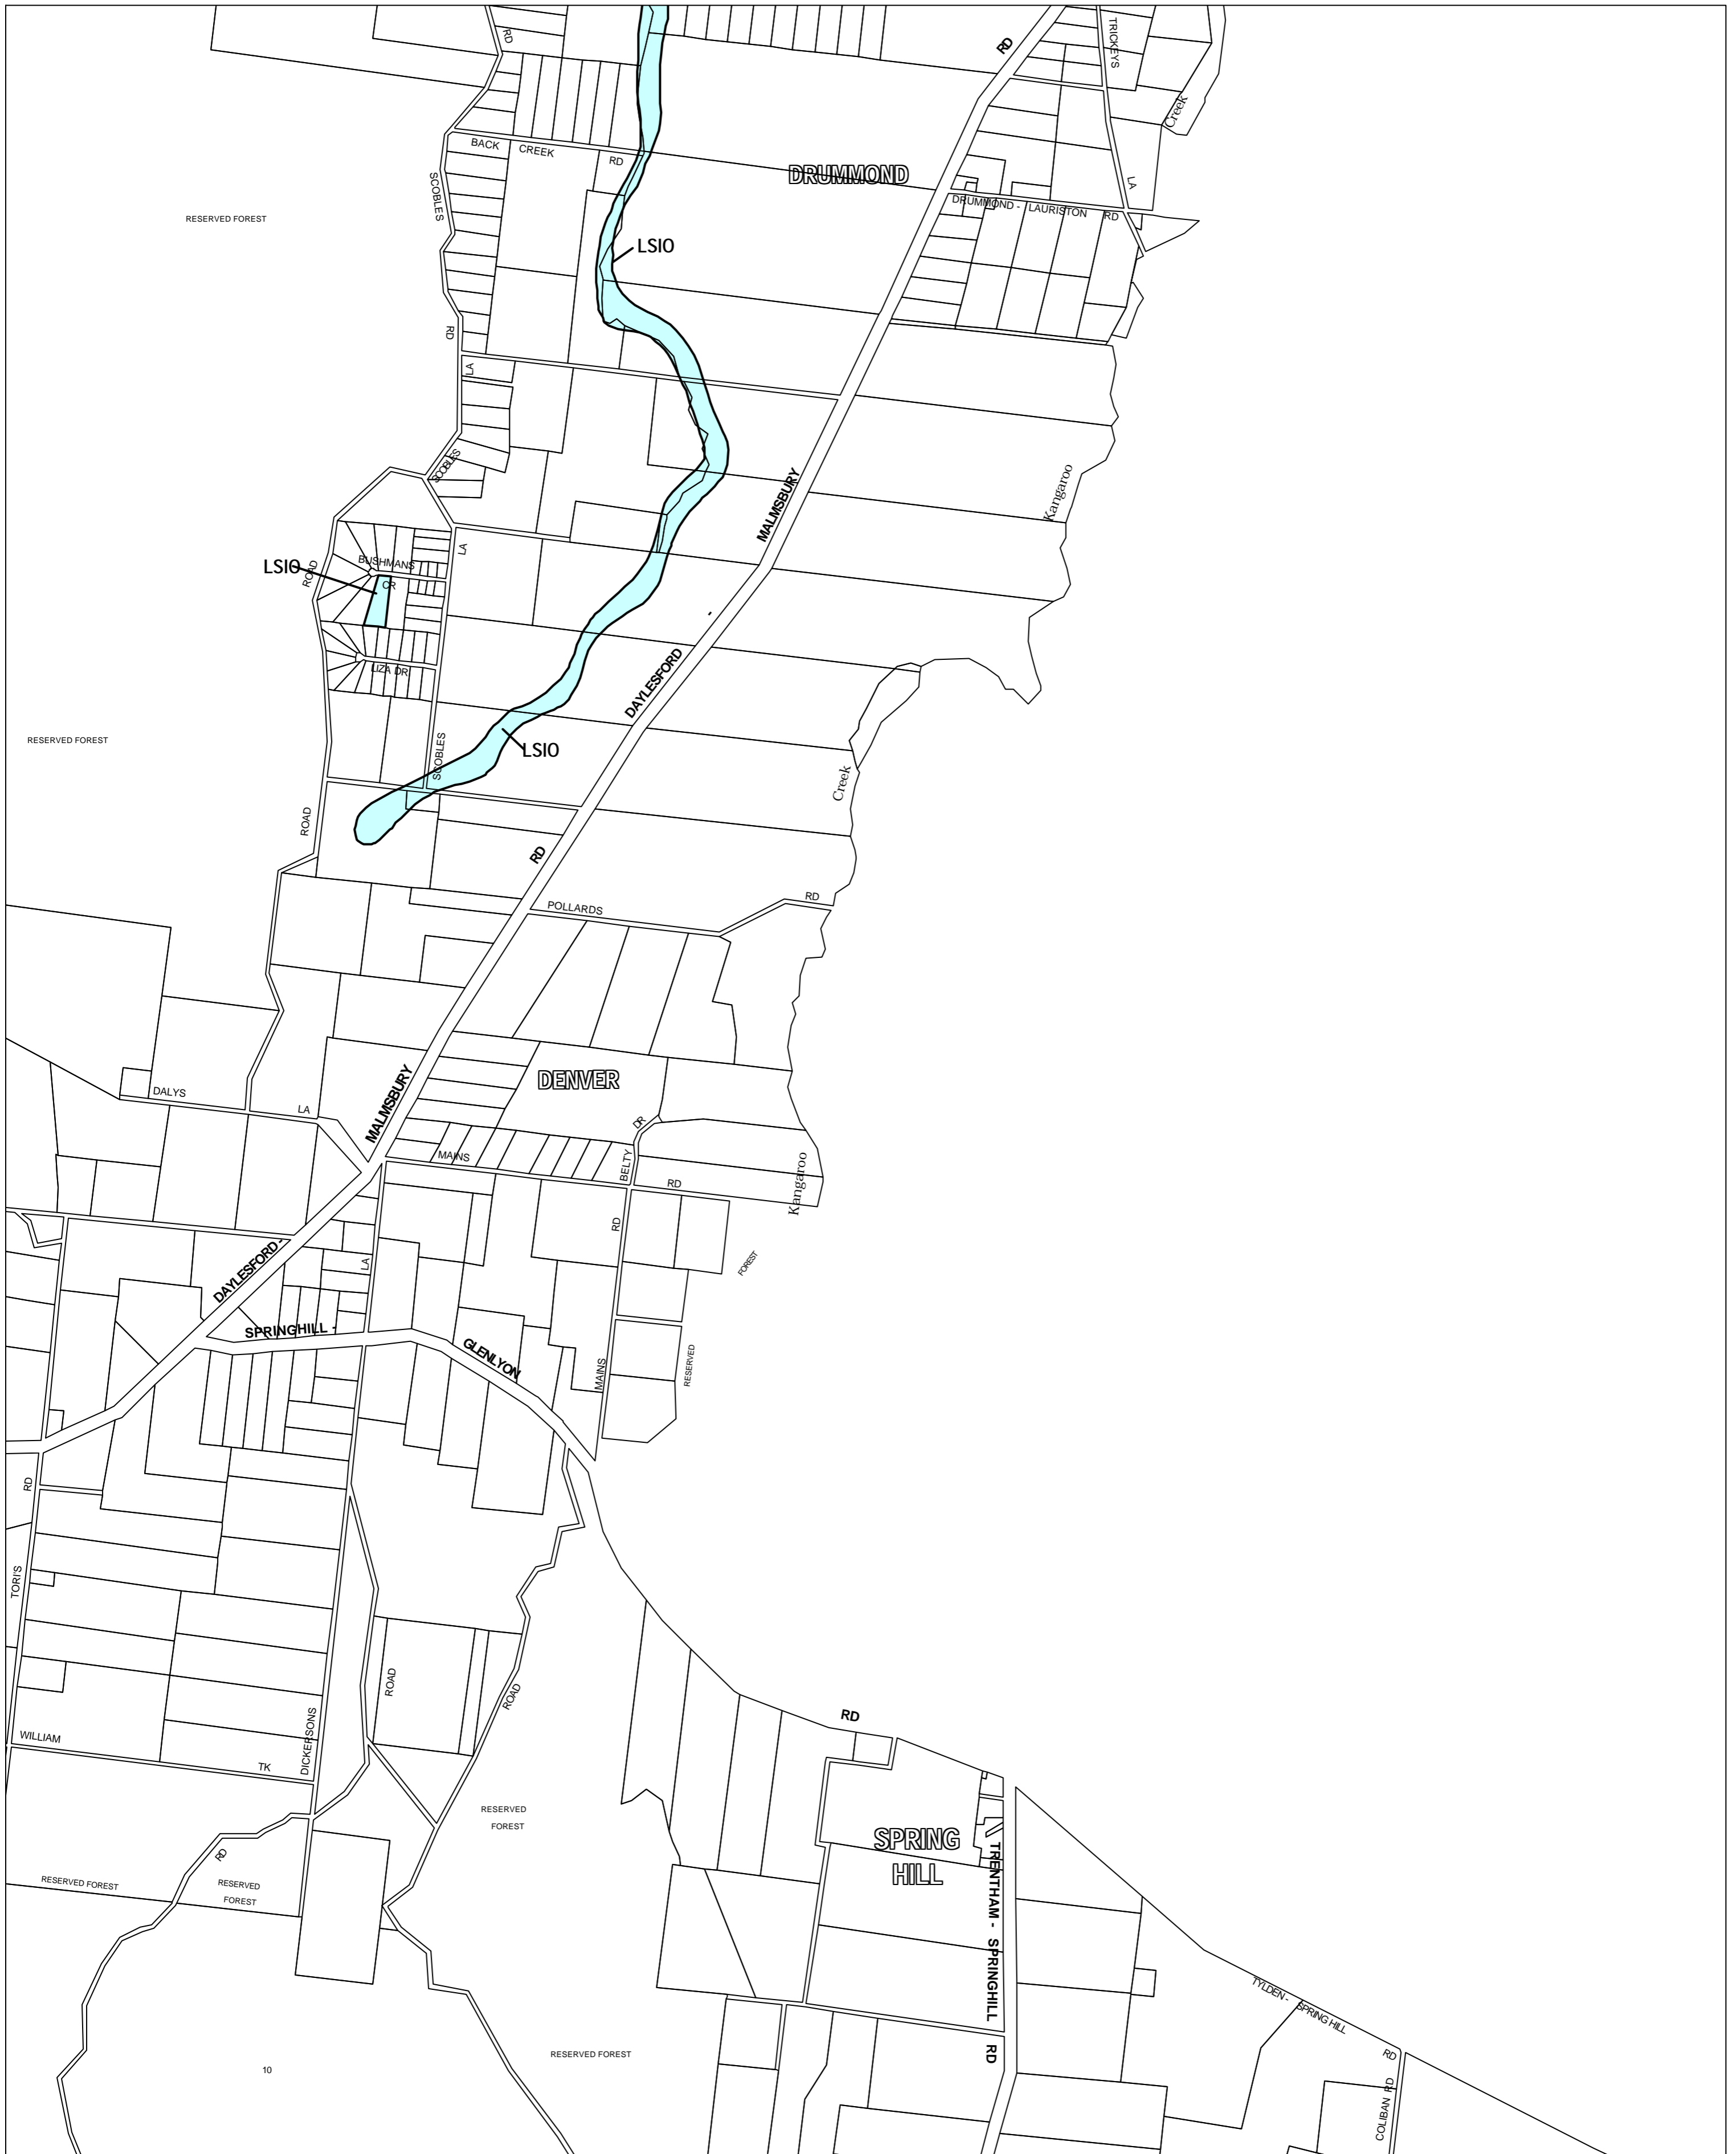 RD
RD
TRICKEYS
Creek
BACK CREEK RD
DRUMMOND
SCOBLES
LA
DRUMMOND - LAURISTON RD
RESERVED FOREST
LSIO
RD
LA
SCOBLES
MALMSBURY
Kangaroo
LA
BUSHMANS
CR
LSIO
ROAD
-
LIZA DR
DAYLESFORD
RESERVED FOREST
SCOBLES
LSIO
Creek
ROAD
RD
RD
POLLARDS
DENVER
DALYS
LA
MALMSBURY
DR
MAINS
BELTY
RD
Kangaroo
RD
FOREST
LA
DAYLESFORD -
SPRINGHILL -
GLENLYON
MAINS
RESERVED
RD
TORI'S
ROAD
ROAD
RD
WILLIAM
TK
DICKERSONS
RESERVED
FOREST
SPRING
HILL
RD
RESERVED FOREST
RESERVED
FOREST
TRENTHAM - SPRINGHILL RD
TYLDEN - SPRING HILL
RD
RESERVED FOREST
10
COLIBAN RD